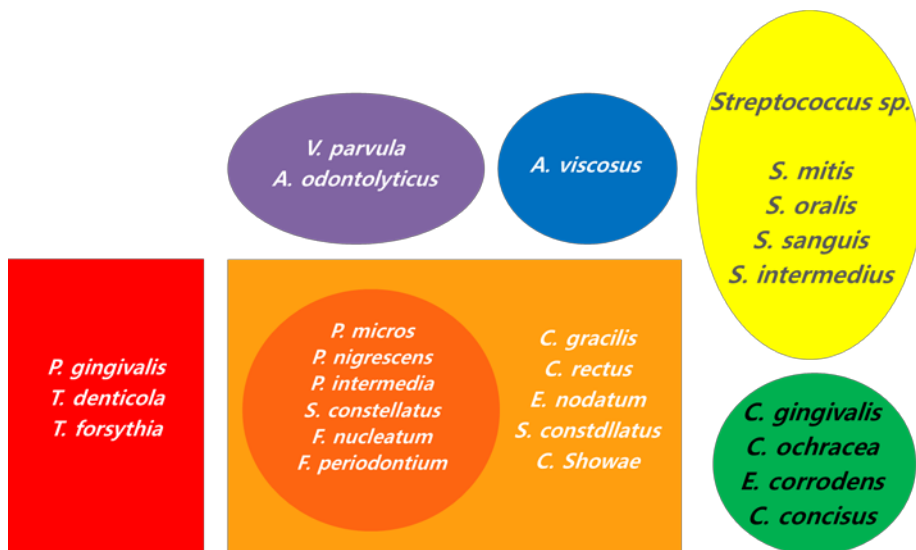 V. parvula
A. odontolyticus
A. viscosus
Streptococcus sp.
S. mitis
S. oralis
S. sanguis
S. intermedius
P. gingivalis
T. denticola
T. forsythia
P. micros
P. nigrescens
P. intermedia
S. constellatus
F. nucleatum
F. periodontium
C. gracilis
C. rectus
E. nodatum
S. constdllatus
C. Showae
C. gingivalis
C. ochracea
E. corrodens
C. concisus